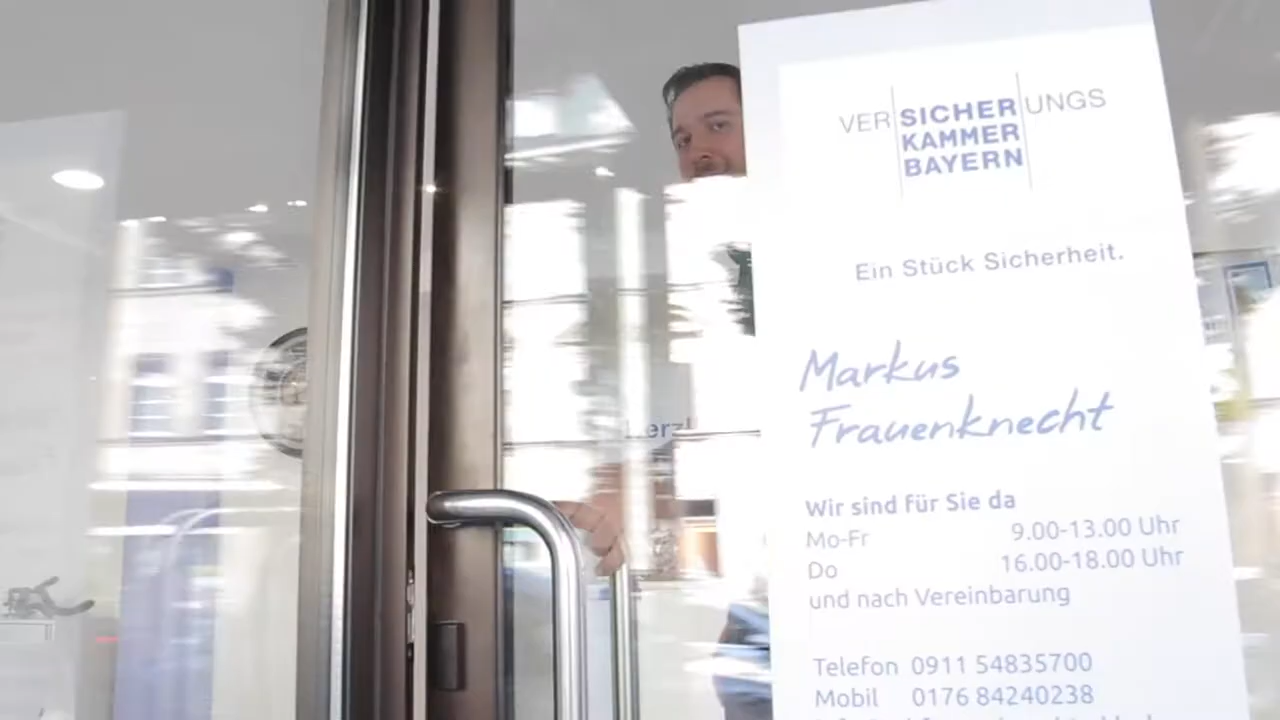 VERSICHERUNGS
KAMMER
BAYERN
Ein Stück Sicherheit.
Markus
Frauenknecht
Wir sind für Sie da
Mo-Fr 9.00-13.00 Uhr
Do 16.00-18.00 Uhr
und nach Vereinbarung
Telefon 0911 54835700
Mobil 0176 84240238